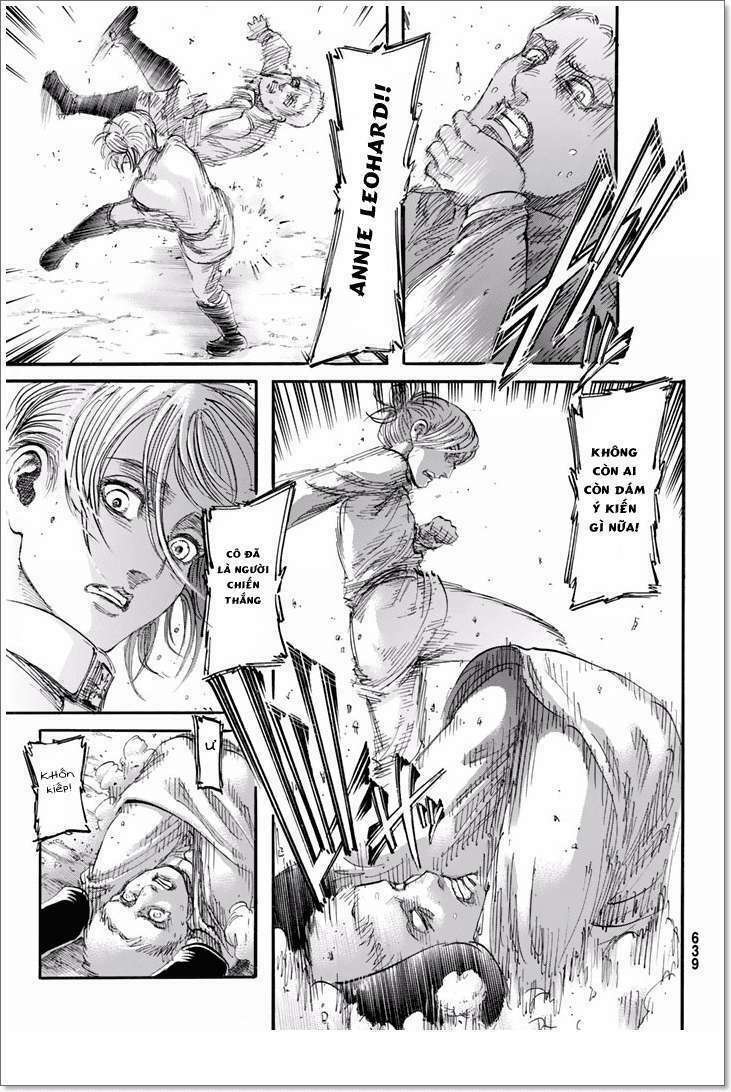 ANNIE LEOHARD!!
KHÔNG
CÒN AI
CÒN DÁM
Ý KIẾN
GÌ NỮA!
CÔ ĐÃ
LÀ NGƯỜI
CHIẾN
THẮNG
Ư
KHỐN
KIẾP!
639